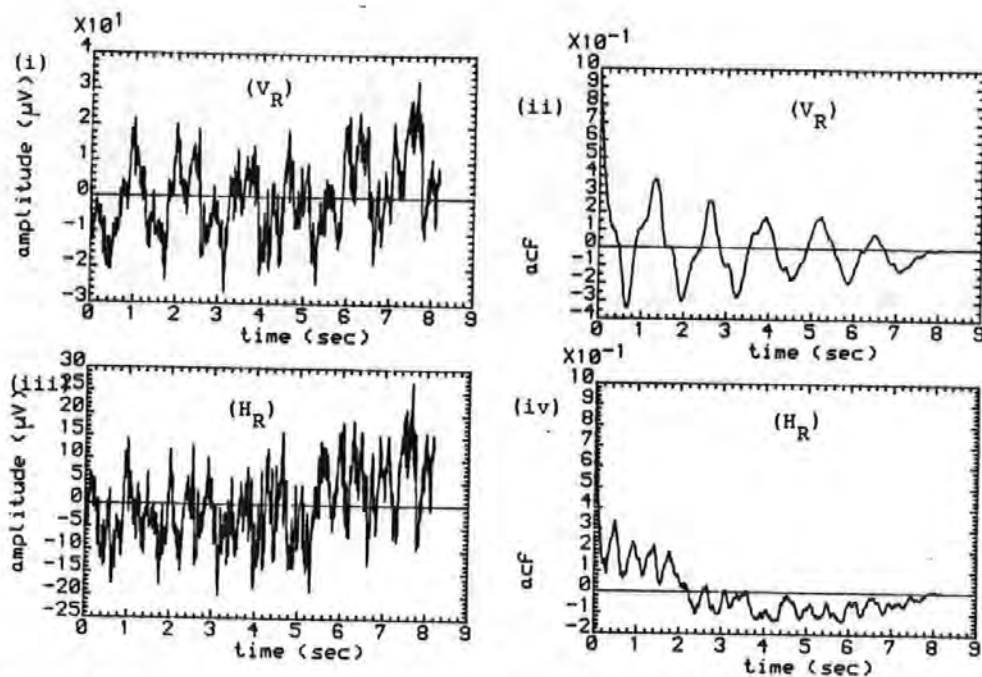 X10¹
4
3
2
1
0
-1
-2
-3
(i)
(V_R)
amplitude (µV)
0 1 2 3 4 5 6 7 8 9
time (sec)
X10⁻¹
10
9
8
7
6
5
4
3
2
1
0
-1
-2
-3
-4
(ii)
(V_R)
acf
0 1 2 3 4 5 6 7 8 9
time (sec)
30
25
20
15
10
5
0
-5
-10
-15
-20
-25
(iii)
(H_R)
amplitude (µV)
0 1 2 3 4 5 6 7 8 9
time (sec)
X10⁻¹
10
9
8
7
6
5
4
3
2
1
0
-1
-2
(iv)
(H_R)
acf
0 1 2 3 4 5 6 7 8 9
time (sec)